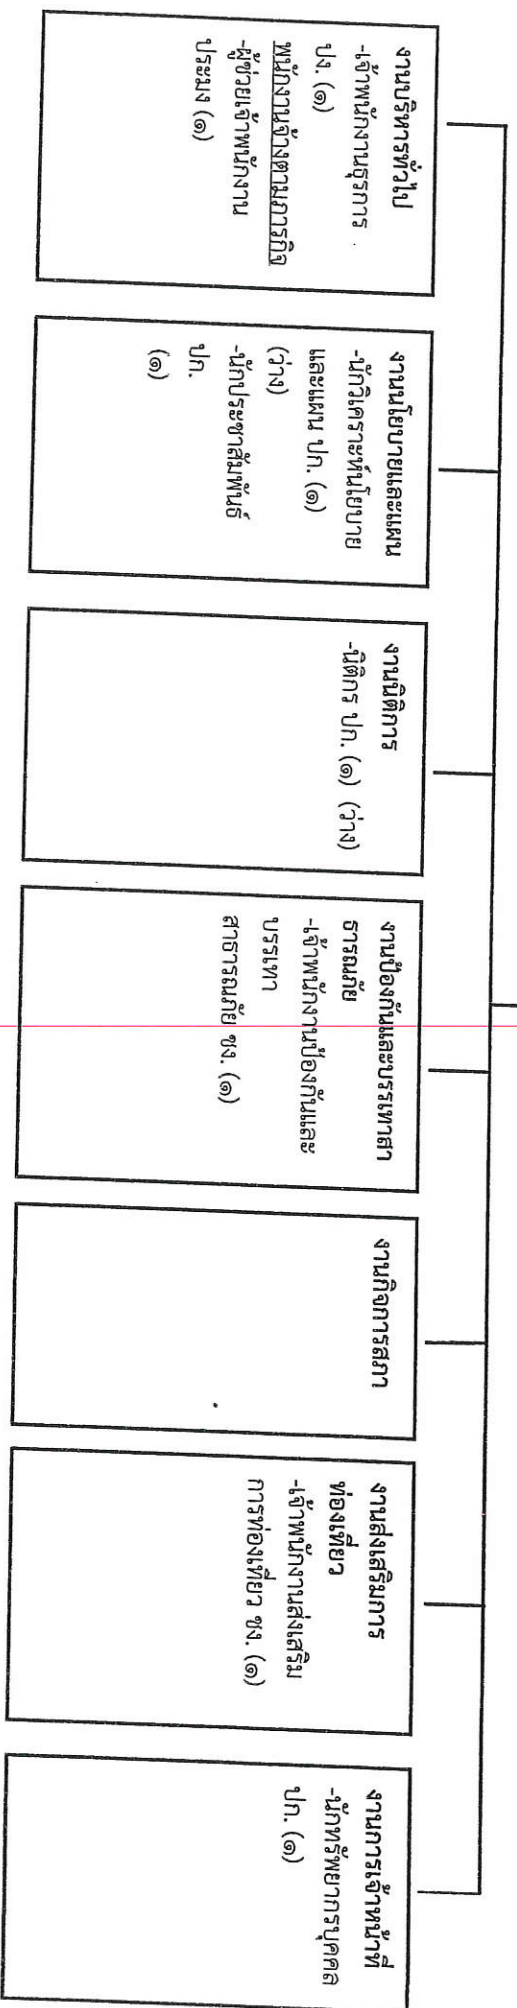 งานบริหารทั่วไป
-เจ้าพนักงานธุรการ
ปง. (๑)
พนักงานจ้างตามภารกิจ
-ผู้ช่วยเจ้าพนักงาน
ประมง (๑)
งานนโยบายและแผน
-นักวิเคราะห์นโยบาย
และแผน ปก. (๑)
(ว่าง)
-นักประชาสัมพันธ์
ปก.
(๑)
งานนิติการ
-นิติกร ปก. (๑) (ว่าง)
งานป้องกันและบรรเทาสา
ธารณภัย
-เจ้าพนักงานป้องกันและ
บรรเทา
สาธารณภัย ชง. (๑)
งานกิจการสภา
งานส่งเสริมการ
ท่องเที่ยว
-เจ้าพนักงานส่งเสริม
การท่องเที่ยว ชง. (๑)
งานการเจ้าหน้าที่
-นักทรัพยากรบุคคล
ปก. (๑)